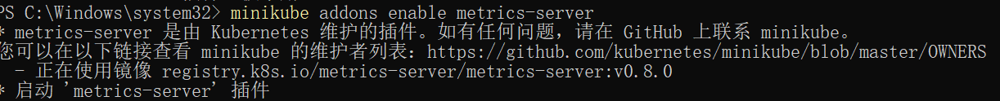 PS C:\Windows\system32> minikube addons enable metrics-server
* metrics-server 是由 Kubernetes 维护的插件。如有任何问题，请在 GitHub 上联系 minikube。
您可以在以下链接查看 minikube 的维护者列表：https://github.com/kubernetes/minikube/blob/master/OWNERS
- 正在使用镜像 registry.k8s.io/metrics-server/metrics-server:v0.8.0
* 启动 'metrics-server' 插件